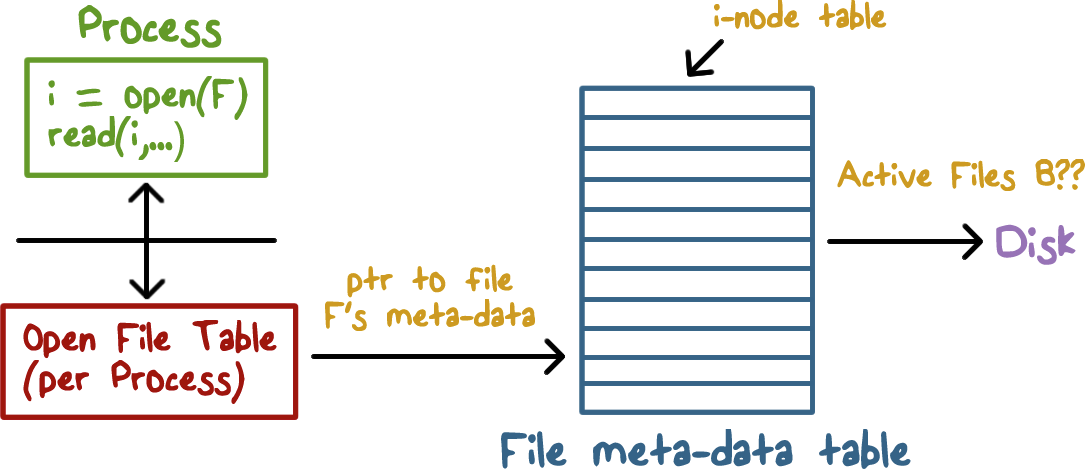 Process
i = open(F)
read(i,...)
Open File Table
(per Process)
ptr to file
F's meta-data
i-node table
File meta-data table
Active Files B??
Disk